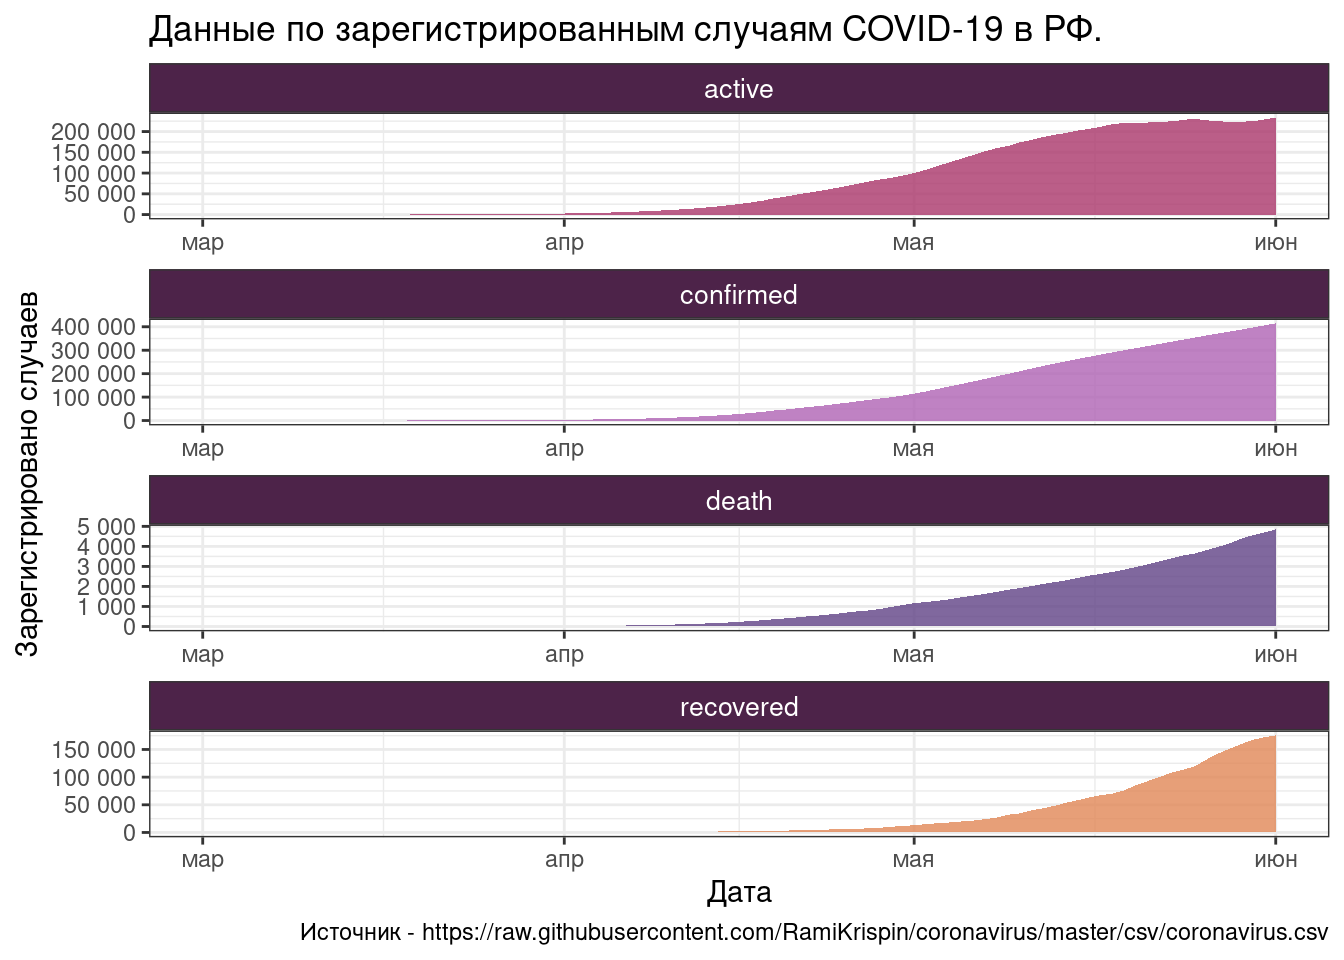 Данные по зарегистрированным случаям COVID-19 в РФ.
active
200 000
150 000
100 000
50 000
0
мар апр мая июн
confirmed
400 000
300 000
200 000
100 000
0
мар апр мая июн
death
5 000
4 000
3 000
2 000
1 000
0
мар апр мая июн
recovered
150 000
100 000
50 000
0
мар апр мая июн
Зарегистрировано случаев
Дата
Источник - https://raw.githubusercontent.com/RamiKrispin/coronavirus/master/csv/coronavirus.csv